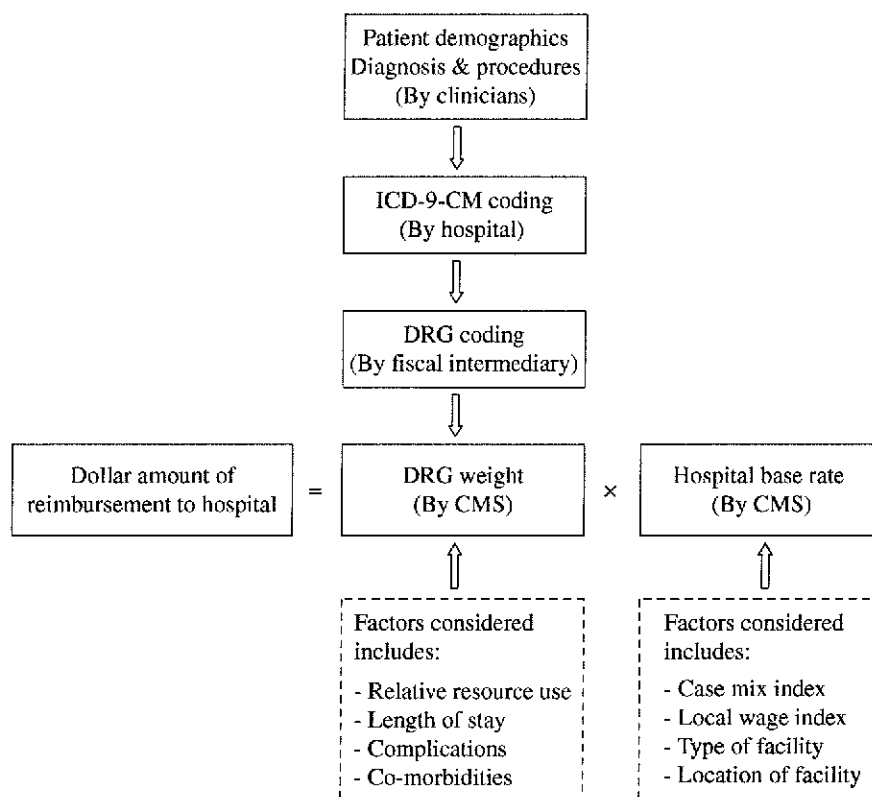 Patient demographics
Diagnosis & procedures
(By clinicians)
ICD-9-CM coding
(By hospital)
DRG coding
(By fiscal intermediary)
Dollar amount of
reimbursement to hospital
=
DRG weight
(By CMS)
×
Hospital base rate
(By CMS)
Factors considered
includes:
- Relative resource use
- Length of stay
- Complications
- Co-morbidities
Factors considered
includes:
- Case mix index
- Local wage index
- Type of facility
- Location of facility